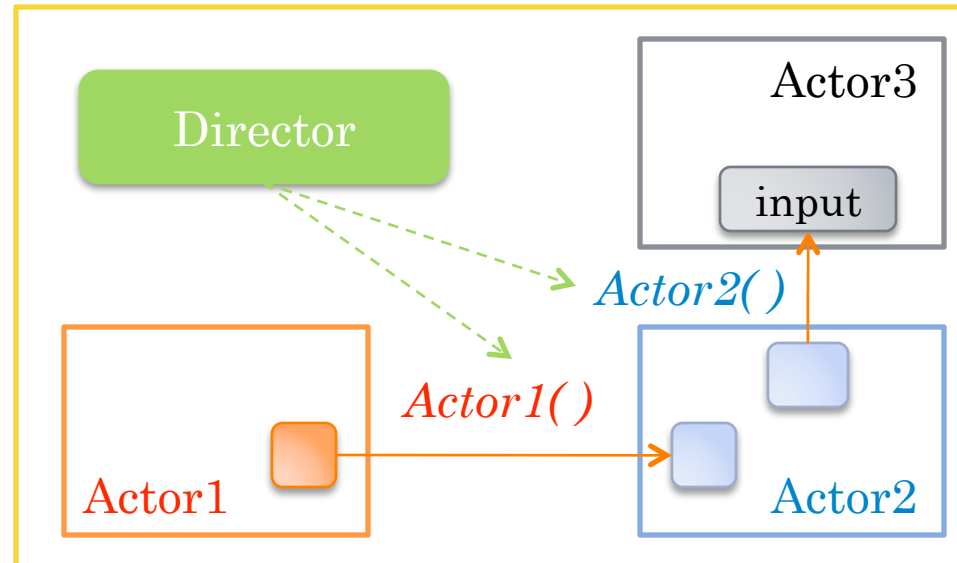 Actor3
Director
input
Actor2( )
Actor1( )
Actor1
Actor2